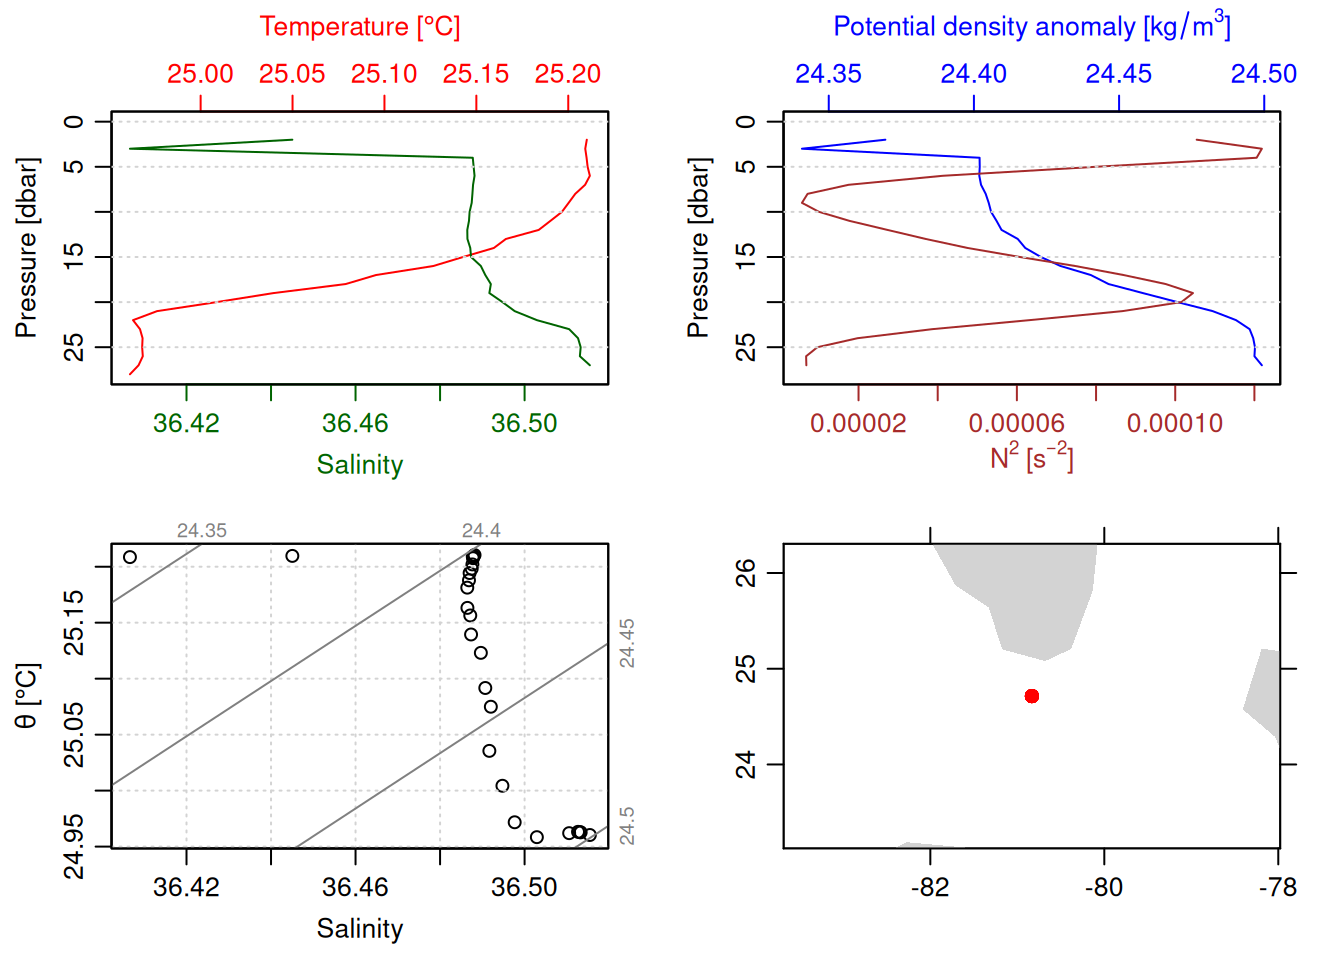 Temperature [°C]
25.00 25.05 25.10 25.15 25.20
0
5
15
25
Pressure [dbar]
36.42 36.46 36.50
Salinity
Potential density anomaly [kg/m³]
24.35 24.40 24.45 24.50
0
5
15
25
Pressure [dbar]
0.00002 0.00006 0.00010
N² [s⁻²]
24.35 24.4
24.45
24.5
25.15
25.05
24.95
θ [°C]
36.42 36.46 36.50
Salinity
26
25
24
-82 -80 -78